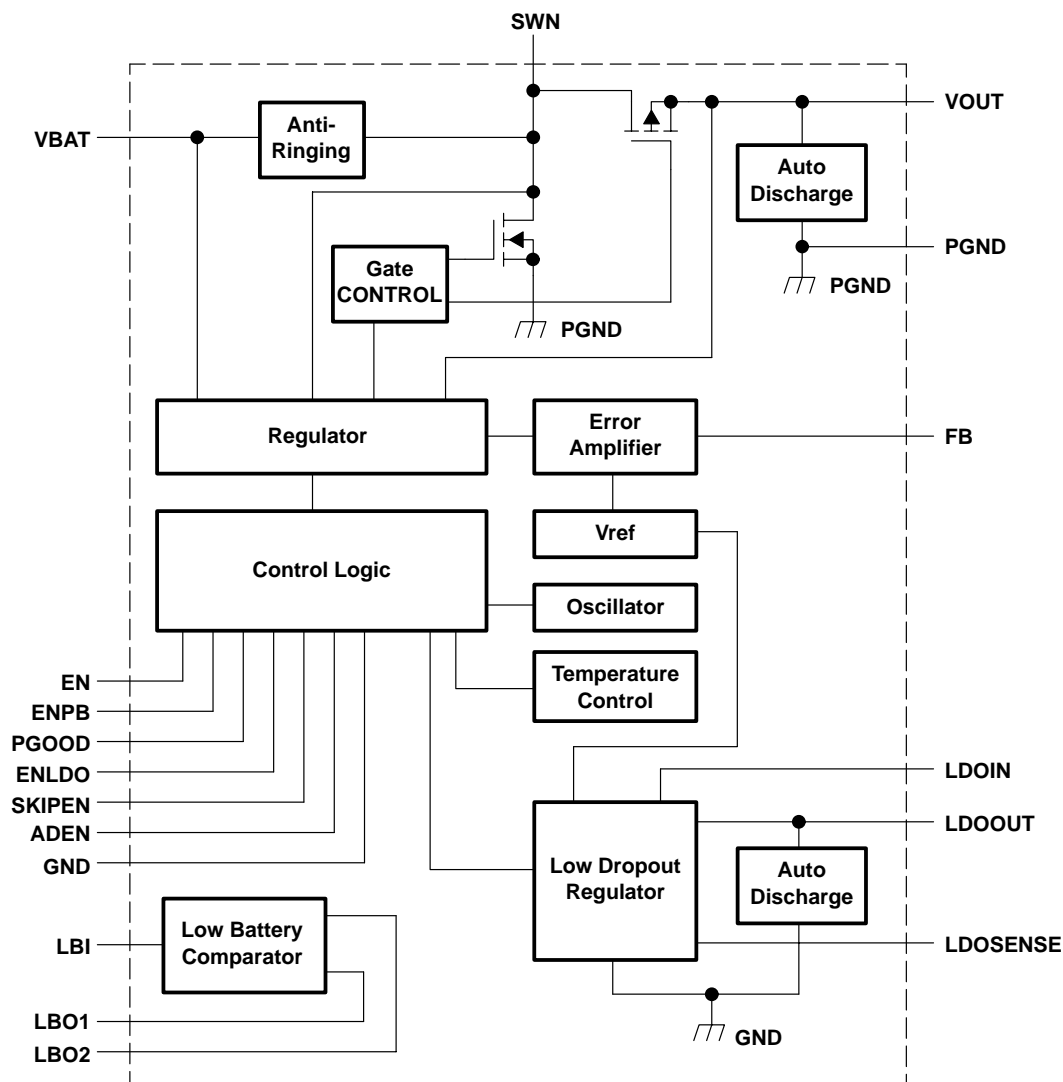 SWN
VOUT
VBAT
Anti-
Ringing
Auto
Discharge
PGND
PGND
Gate
CONTROL
PGND
Regulator
Error
Amplifier
FB
Vref
Control Logic
Oscillator
Temperature
Control
EN
ENPB
PGOOD
ENLDO
SKIPEN
ADEN
GND
LDOIN
LDOOUT
Low Dropout
Regulator
Auto
Discharge
LDOSENSE
LBI
Low Battery
Comparator
LBO1
LBO2
GND